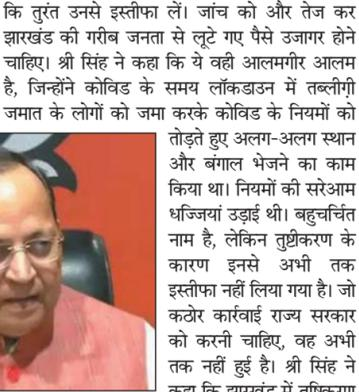 कि तुरंत उनसे इस्तीफा लें। जांच को और तेज कर
झारखंड की गरीब जनता से लूटे गए पैसे उजागर होने
चाहिए। श्री सिंह ने कहा कि ये वही आलमगीर आलम
है, जिन्होंने कोविड के समय लॉकडाउन में तब्लीगी
जमात के लोगों को जमा करके कोविड के नियमों को
तोड़ते हुए अलग-अलग स्थान
और बंगाल भेजने का काम
किया था। नियमों की सरेआम
धज्जियां उड़ाई थी। बहुचर्चित
नाम है, लेकिन तुष्टीकरण के
कारण इनसे अभी तक
इस्तीफा नहीं लिया गया है। जो
कठोर कार्रवाई राज्य सरकार
को करनी चाहिए, वह अभी
तक नहीं हुई है। श्री सिंह ने
कहा कि झारखंड में